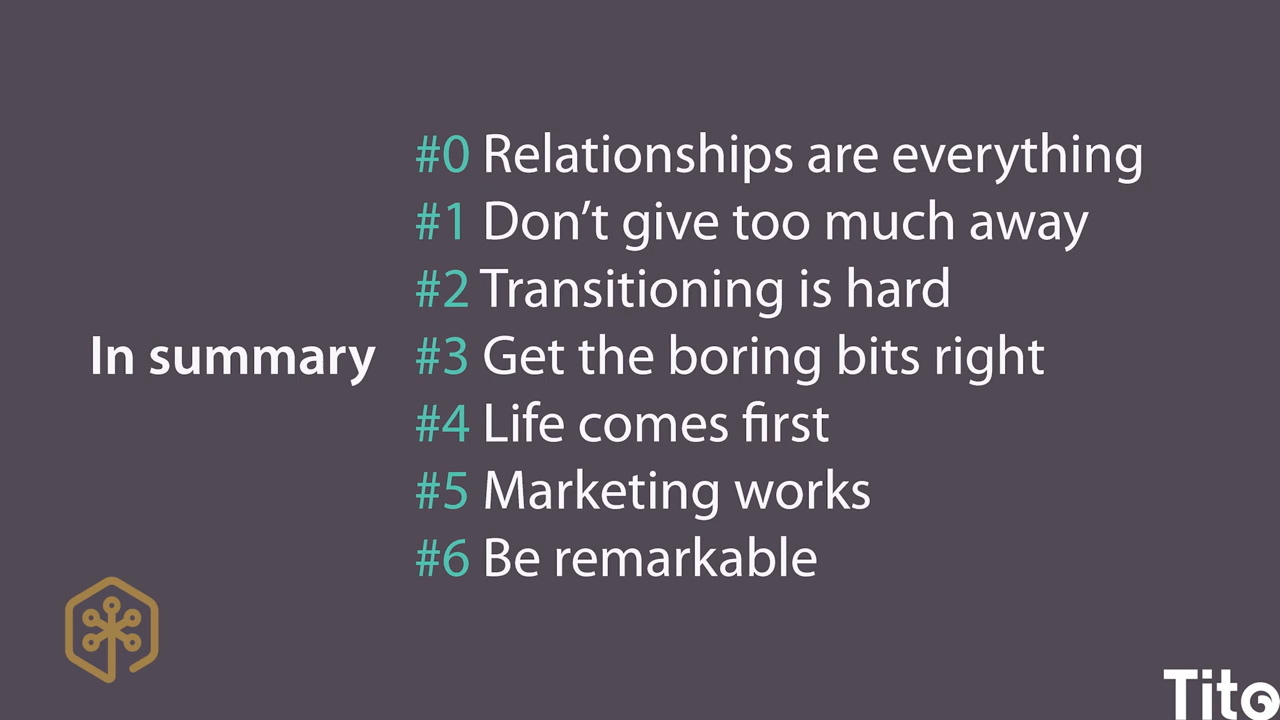 In summary
#0 Relationships are everything
#1 Don’t give too much away
#2 Transitioning is hard
#3 Get the boring bits right
#4 Life comes first
#5 Marketing works
#6 Be remarkable
Tito